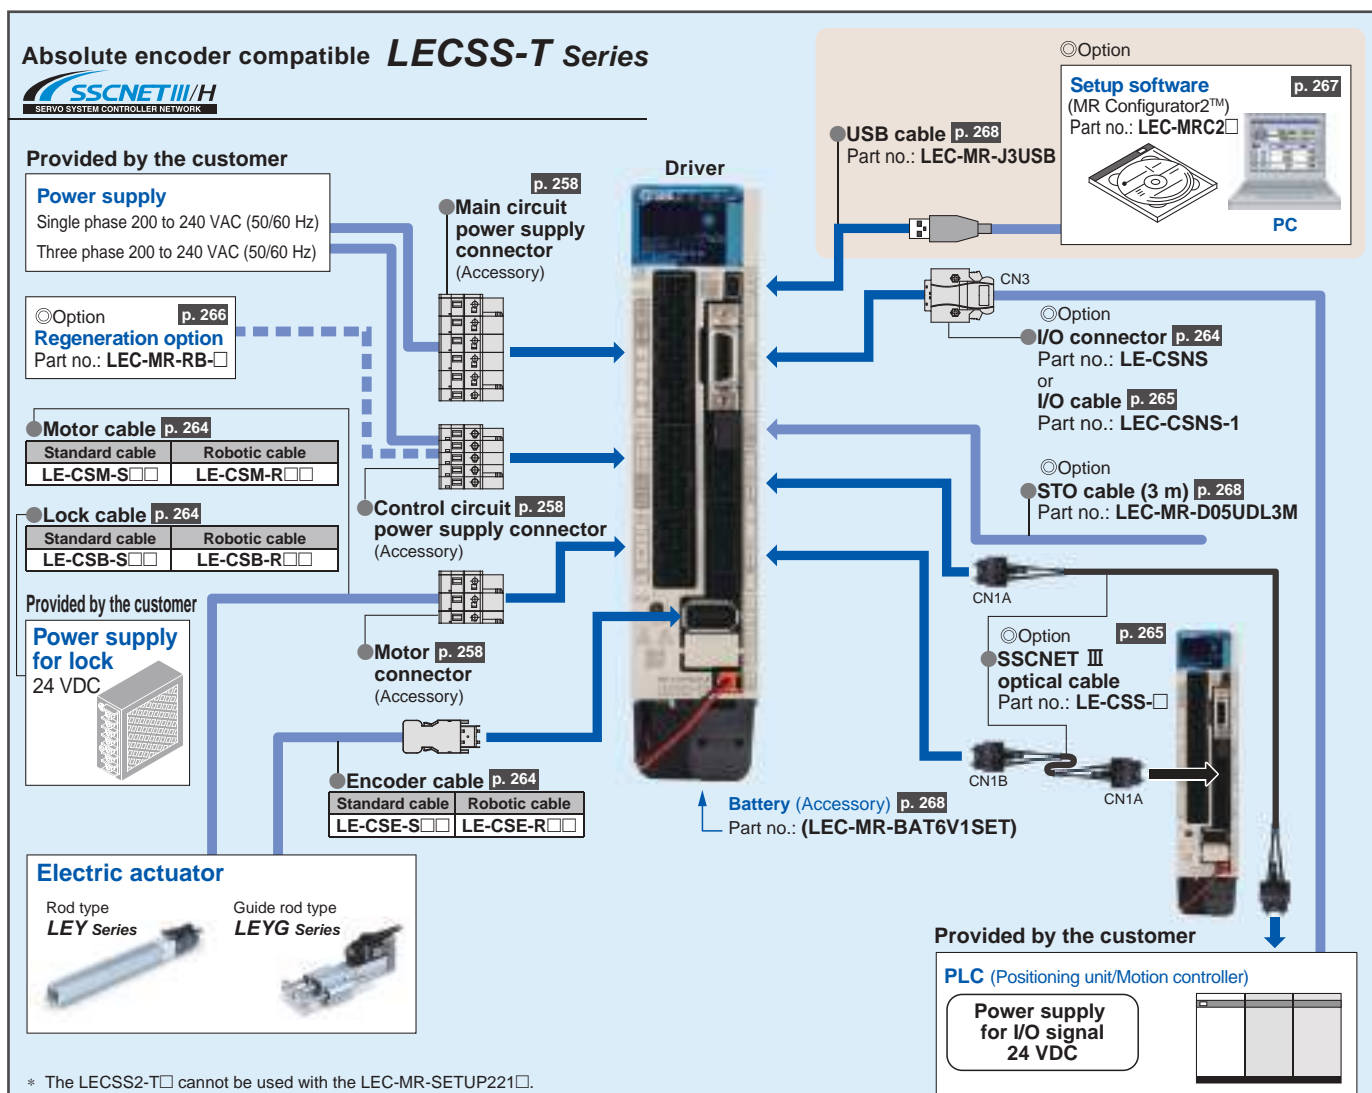 Absolute encoder compatible LECSS-T Series
SSCNETIII/H
SERVO SYSTEM CONTROLLER NETWORK
Provided by the customer
Power supply
Single phase 200 to 240 VAC (50/60 Hz)
Three phase 200 to 240 VAC (50/60 Hz)
◎Option p. 266
Regeneration option
Part no.: LEC-MR-RB-□
●Motor cable p. 264
Standard cable Robotic cable
LE-CSM-S□□ LE-CSM-R□□
●Lock cable p. 264
Standard cable Robotic cable
LE-CSB-S□□ LE-CSB-R□□
Provided by the customer
Power supply
for lock
24 VDC
p. 258
●Main circuit
power supply
connector
(Accessory)
●Control circuit p. 258
power supply connector
(Accessory)
●Motor p. 258
connector
(Accessory)
●Encoder cable p. 264
Standard cable Robotic cable
LE-CSE-S□□ LE-CSE-R□□
Electric actuator
Rod type
LEY Series
Guide rod type
LEYG Series
Driver
Battery (Accessory) p. 268
Part no.: (LEC-MR-BAT6V1SET)
●USB cable p. 268
Part no.: LEC-MR-J3USB
◎Option
Setup software p. 267
(MR Configurator2™)
Part no.: LEC-MRC2□
PC
CN3
◎Option
●I/O connector p. 264
Part no.: LE-CSNS
or
I/O cable p. 265
Part no.: LEC-CSNS-1
◎Option
●STO cable (3 m) p. 268
Part no.: LEC-MR-D05UDL3M
CN1A
◎Option p. 265
●SSCNET Ⅲ
optical cable
Part no.: LE-CSS-□
CN1B
CN1A
Provided by the customer
PLC (Positioning unit/Motion controller)
Power supply
for I/O signal
24 VDC
* The LECSS2-T□ cannot be used with the LEC-MR-SETUP221□.